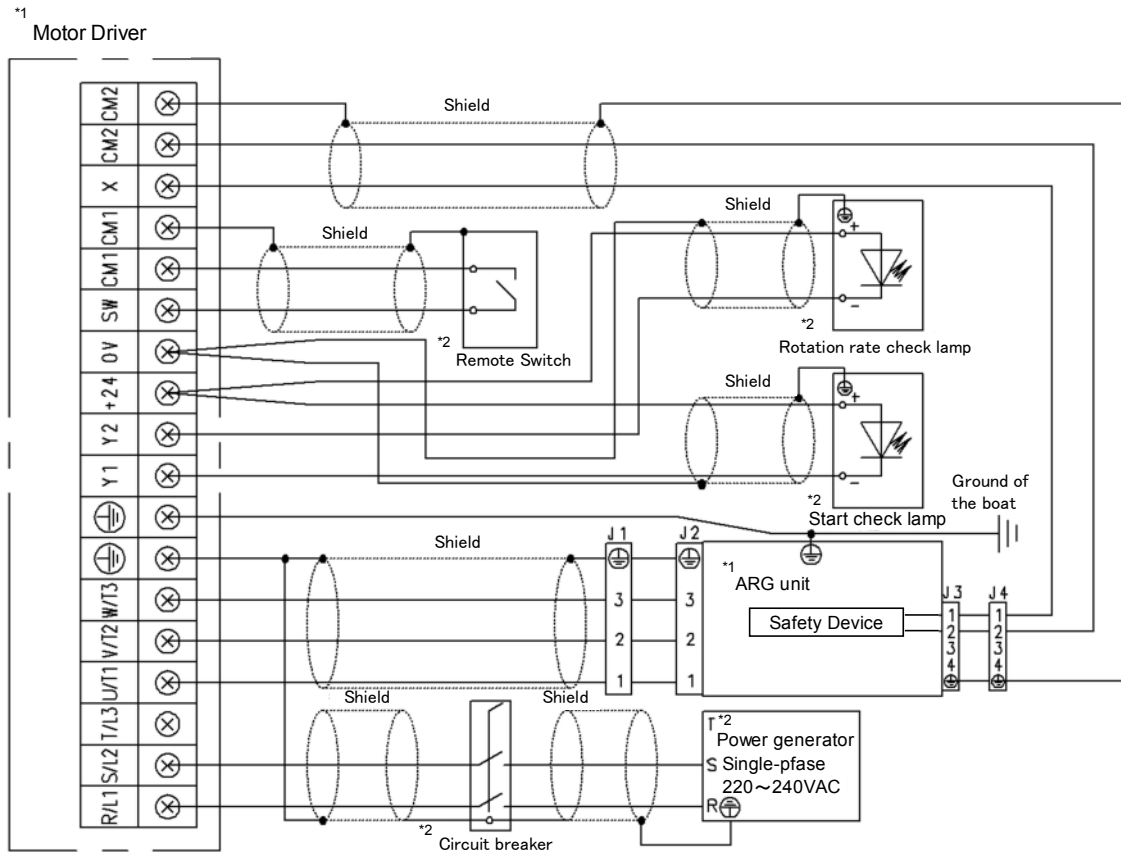 *1
Motor Driver
CM2
CM2
X
CM1
CM1
SW
0V
+24
Y2
Y1
W/T3
V/T2
U/T1
T/L3
S/L2
R/L1
Shield
Shield
*2
Remote Switch
Shield
+
-
*2
Rotation rate check lamp
Shield
+
-
*2
Start check lamp
Ground of
the boat
Shield
J1
3
2
1
J2
3
2
1
*1
ARG unit
Safety Device
J3
1
2
3
4
J4
1
2
3
4
Shield
Shield
*2
Circuit breaker
T *2
Power generator
S Single-pfase
220～240VAC
R